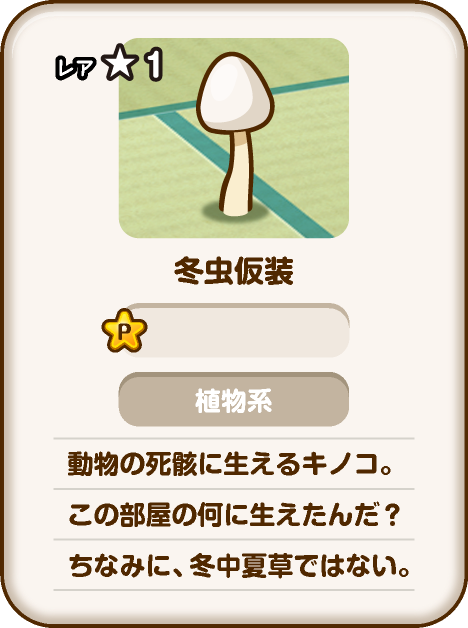 レア★1
冬虫仮装
P
植物系
動物の死骸に生えるキノコ。
この部屋の何に生えたんだ？
ちなみに、冬中夏草ではない。